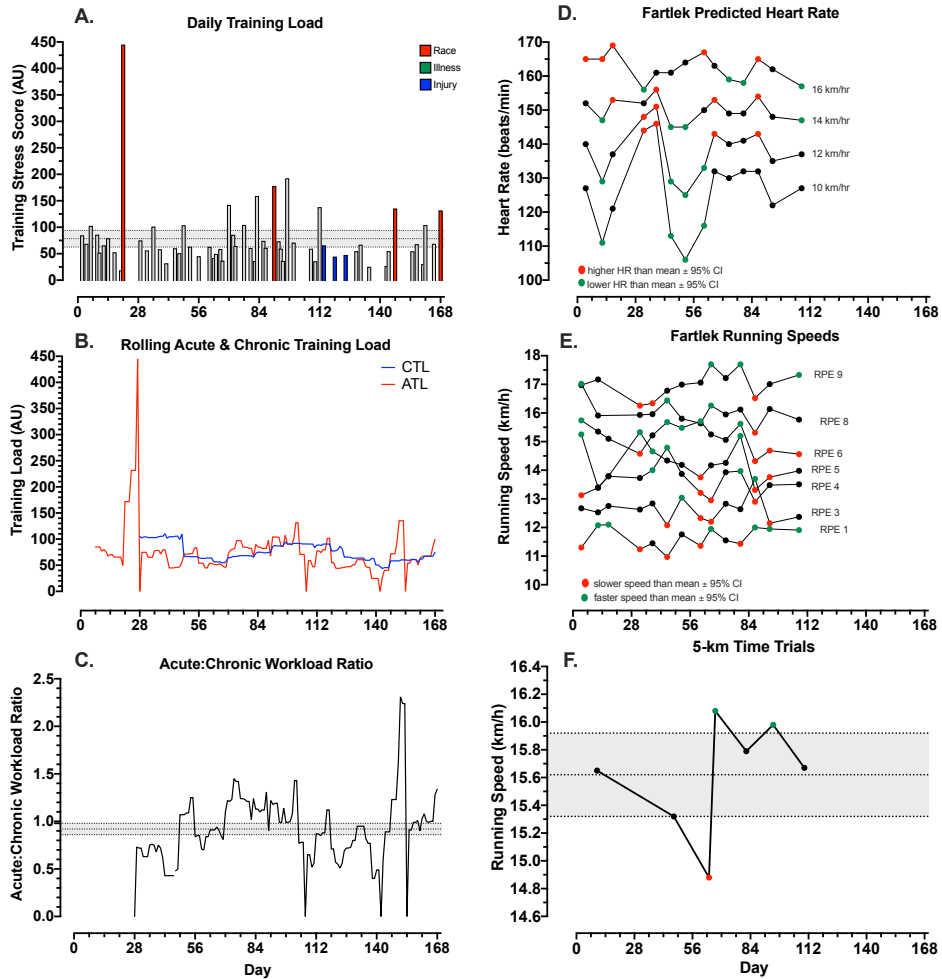 A.
Daily Training Load
Training Stress Score (AU)
450
400
350
300
250
200
150
100
50
0
Race
Illness
Injury
0 28 56 84 112 140 168
B.
Rolling Acute & Chronic Training Load
Training Load (AU)
450
400
350
300
250
200
150
100
50
0
CTL
ATL
0 28 56 84 112 140 168
C.
Acute:Chronic Workload Ratio
Acute:Chronic Workload Ratio
2.5
2.0
1.5
1.0
0.5
0.0
0 28 56 84 112 140 168
Day
D.
Fartlek Predicted Heart Rate
Heart Rate (beats/min)
170
160
150
140
130
120
110
100
16 km/hr
14 km/hr
12 km/hr
10 km/hr
higher HR than mean ± 95% CI
lower HR than mean ± 95% CI
0 28 56 84 112 140 168
E.
Fartlek Running Speeds
Running Speed (km/h)
18
17
16
15
14
13
12
11
10
RPE 9
RPE 8
RPE 6
RPE 5
RPE 4
RPE 3
RPE 1
slower speed than mean ± 95% CI
faster speed than mean ± 95% CI
0 28 56 84 112 140 168
F.
5-km Time Trials
Running Speed (km/h)
16.4
16.2
16.0
15.8
15.6
15.4
15.2
15.0
14.8
14.6
0 28 56 84 112 140 168
Day